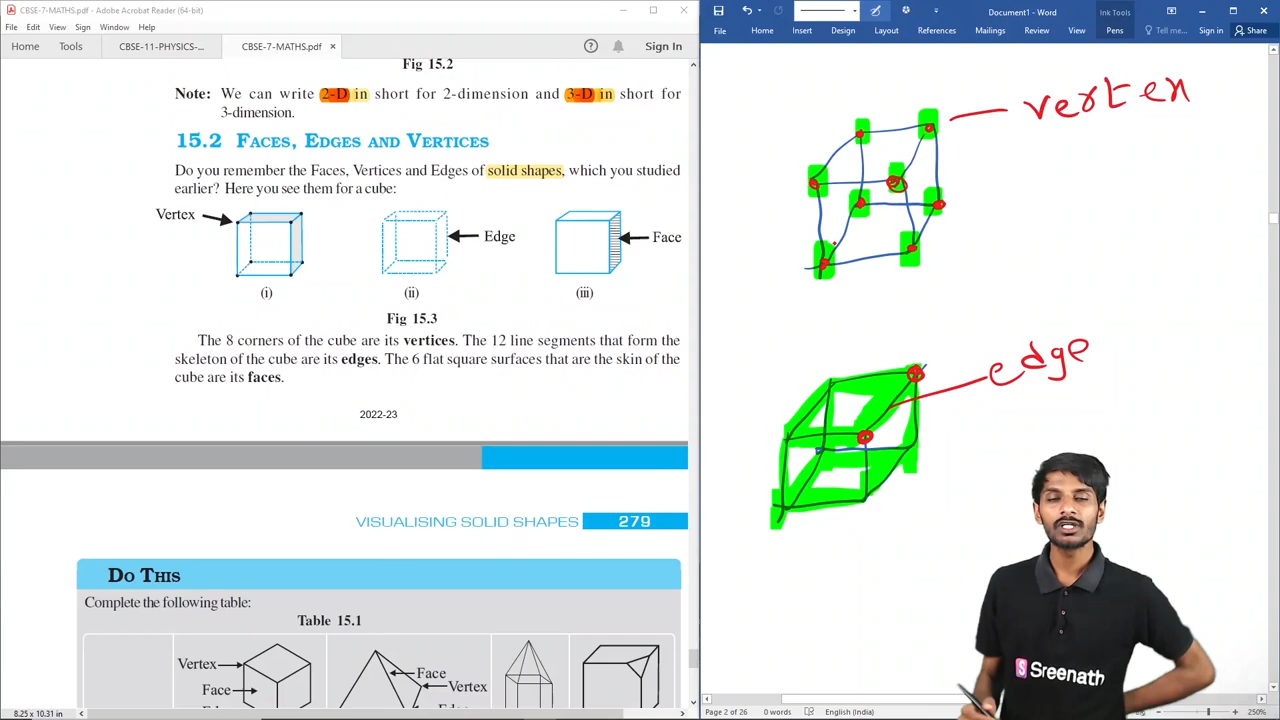 CBSE-7-MATHS.pdf - Adobe Acrobat Reader (64-bit)
File Edit View Sign Window Help
Home Tools CBSE-11-PHYSICS-... CBSE-7-MATHS.pdf × Sign In
Fig 15.2
Note: We can write 2-D in short for 2-dimension and 3-D in short for
3-dimension.
15.2 FACES, EDGES AND VERTICES
Do you remember the Faces, Vertices and Edges of solid shapes, which you studied
lier? Here you see them for a cube:
Vertex
Edge
Face
(i) (ii) (iii)
Fig 15.3
The 8 corners of the cube are its vertices. The 12 line segments that form the
skeleton of the cube are its edges. The 6 flat square surfaces that are the skin of the
cube are its faces.
2022-23
VISUALISING SOLID SHAPES 279
DO THIS
Complete the following table:
Table 15.1
Vertex
Face
Face
Vertex
8.25 x 10.31 in
Document1 - Word
Ink Tools
File Home Insert Design Layout References Mailings Review View Pens Tell me... Sign in Share
vertex
edge
Sreenath
Page 2 of 26 0 words English (India) 250%